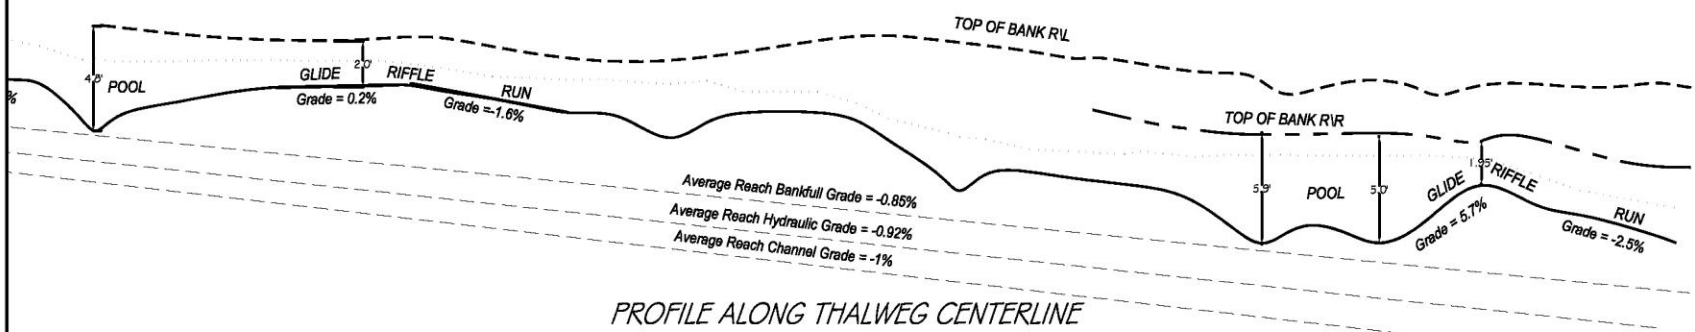 TOP OF BANK R\L
4.5'
POOL
GLIDE
2.0'
RIFFLE
Grade = 0.2%
RUN
Grade =-1.6%
%
TOP OF BANK R\R
Average Reach Bankfull Grade = -0.85%
Average Reach Hydraulic Grade = -0.92%
Average Reach Channel Grade = -1%
5.9'
POOL
5.0'
GLIDE
1.95'
RIFFLE
Grade = 5.7%
RUN
Grade = -2.5%
PROFILE ALONG THALWEG CENTERLINE